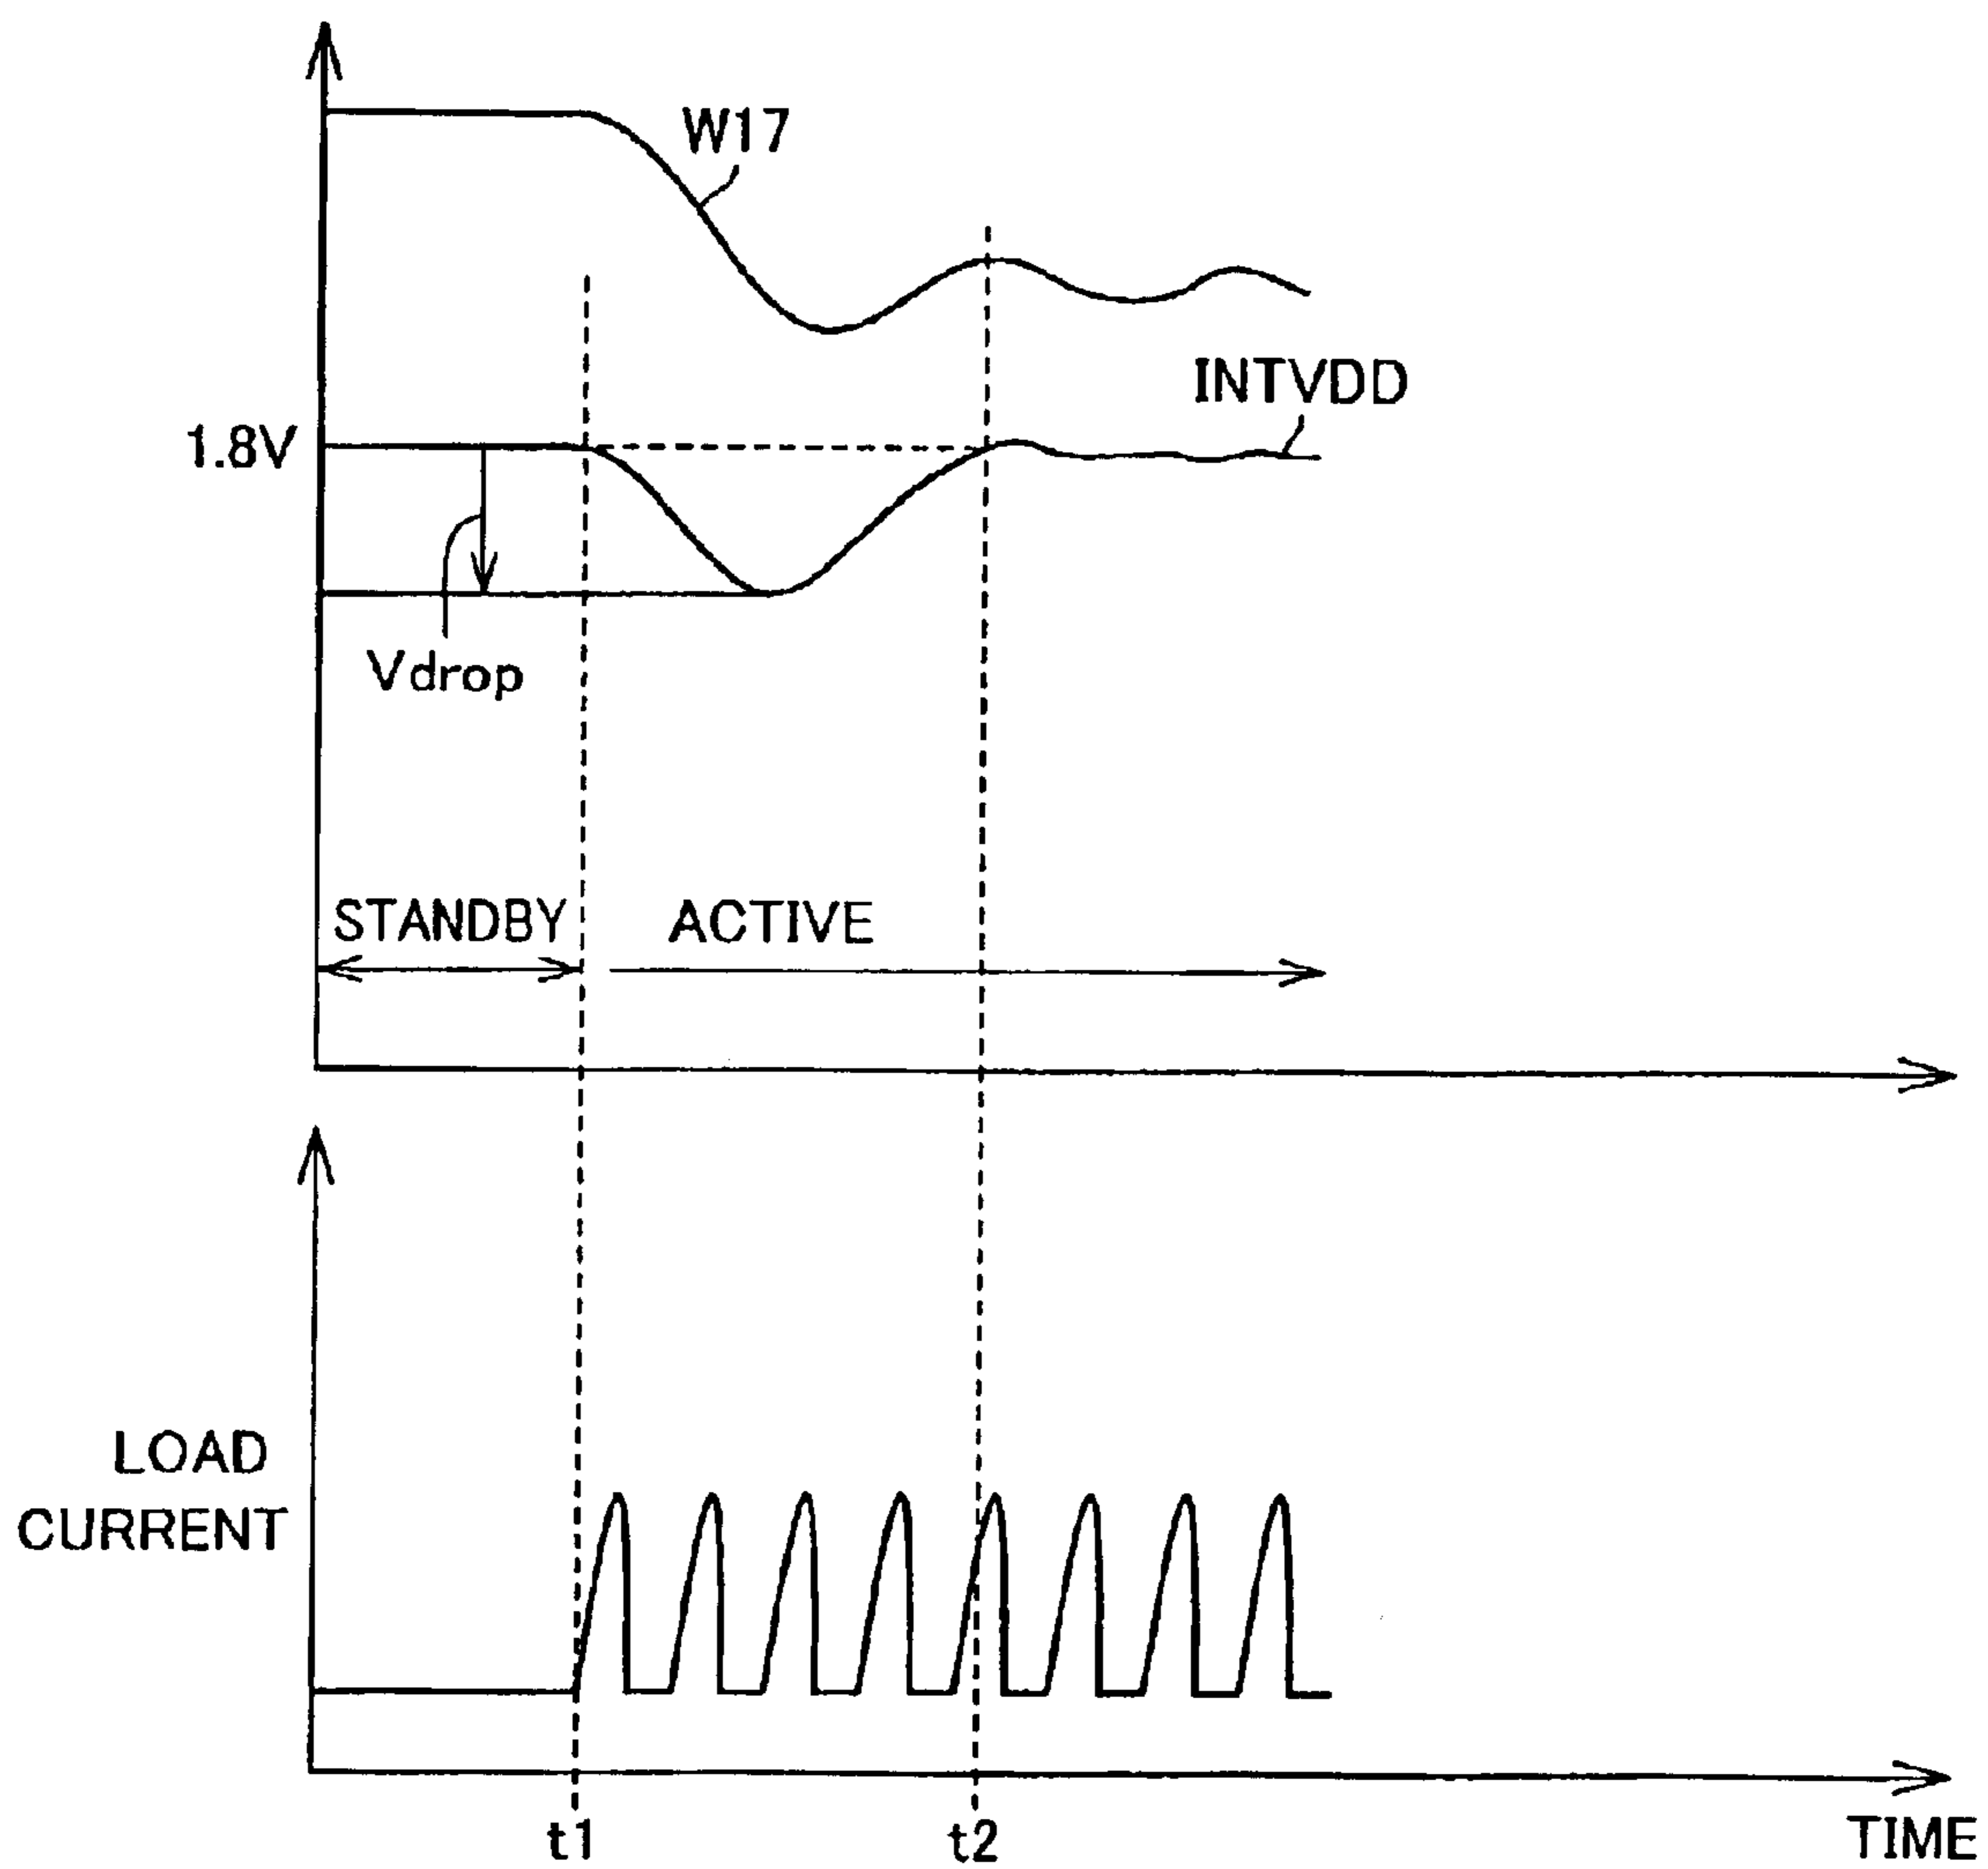 W17
INTVDD
1.8V
Vdrop
STANDBY
ACTIVE
LOAD
CURRENT
t1
t2
TIME